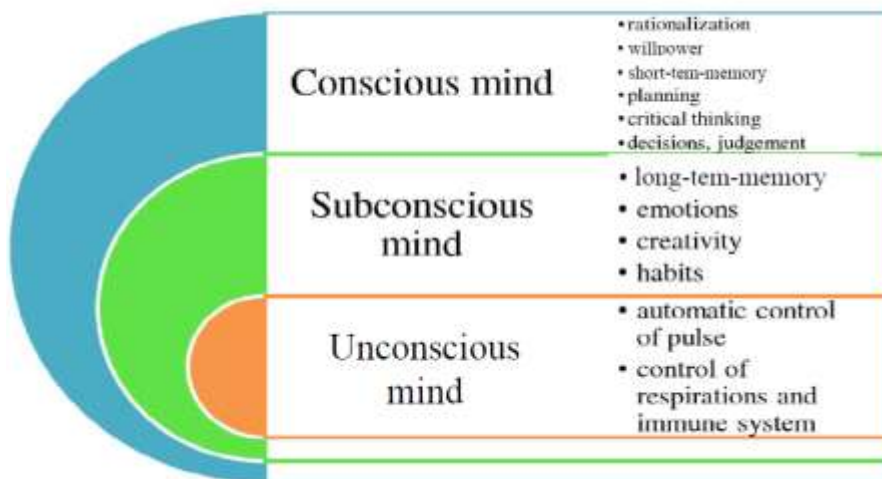 Conscious mind
• rationalization
• willpower
• short-tem-memory
• planning
• critical thinking
• decisions, judgement
Subconscious
mind
• long-tem-memory
• emotions
• creativity
• habits
Unconscious
mind
• automatic control
of pulse
• control of
respirations and
immune system